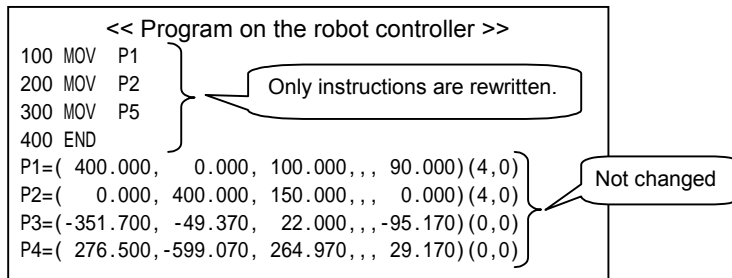 << Program on the robot controller >>
100 MOV P1
200 MOV P2
300 MOV P5
400 END
Only instructions are rewritten.
P1=( 400.000, 0.000, 100.000,,, 90.000)(4,0)
P2=( 0.000, 400.000, 150.000,,, 0.000)(4,0)
P3=(-351.700, -49.370, 22.000,,,-95.170)(0,0)
P4=( 276.500,-599.070, 264.970,,, 29.170)(0,0)
Not changed